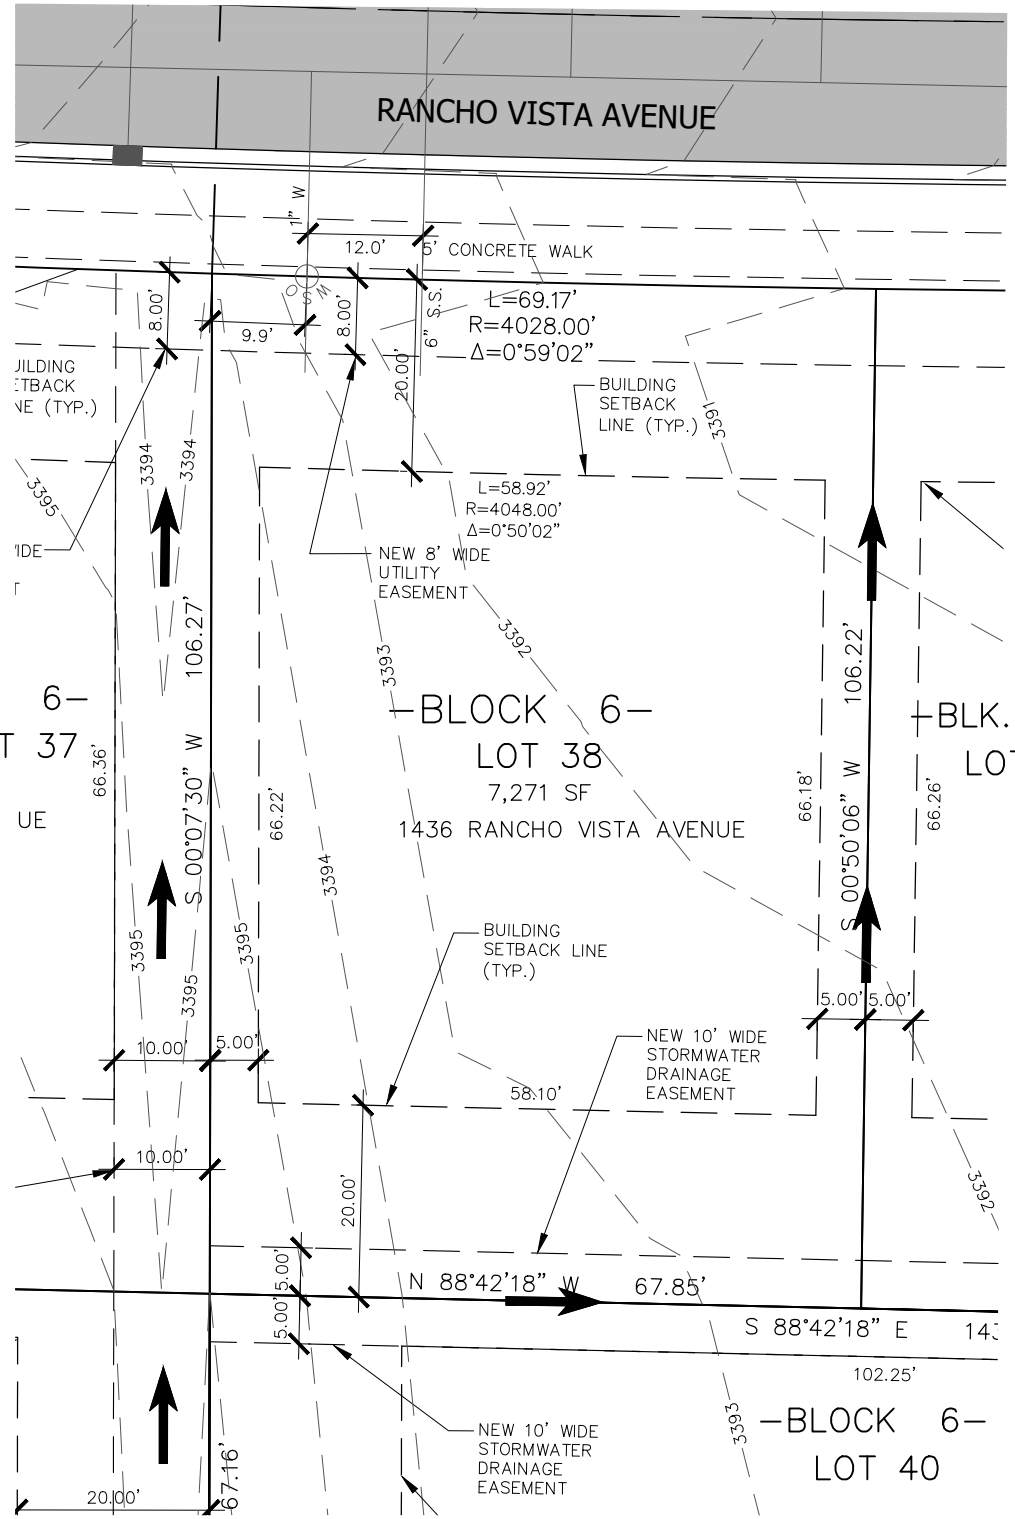 RANCHO VISTA AVENUE
1" W
12.0'
5' CONCRETE WALK
W
S
O
8.00'
9.9'
8.00'
6" S.S.
20.00'
L=69.17'
R=4028.00'
Δ=0°59'02"
BUILDING
SETBACK
LINE (TYP.)
3391
(TYP.)
3394
3394
3395
L=58.92'
R=4048.00'
Δ=0°50'02"
NEW 8' WIDE
UTILITY
EASEMENT
106.27'
S 00°07'30" W
3393
3392
106.22'
S 00°50'06" W
6-
37
-BLOCK 6-
LOT 38
7,271 SF
1436 RANCHO VISTA AVENUE
-BLK.
66.36'
66.22'
66.18'
66.26'
3394
3395
3395
3395
BUILDING
SETBACK LINE
(TYP.)
10.00'
5.00'
5.00'
5.00'
NEW 10' WIDE
STORMWATER
DRAINAGE
EASEMENT
58.10'
10.00'
20.00'
3392
5.00'
5.00'
N 88°42'18" W 67.85'
S 88°42'18" E
102.25'
-BLOCK 6-
LOT 40
3393
NEW 10' WIDE
STORMWATER
DRAINAGE
EASEMENT
20.00'
67.16'